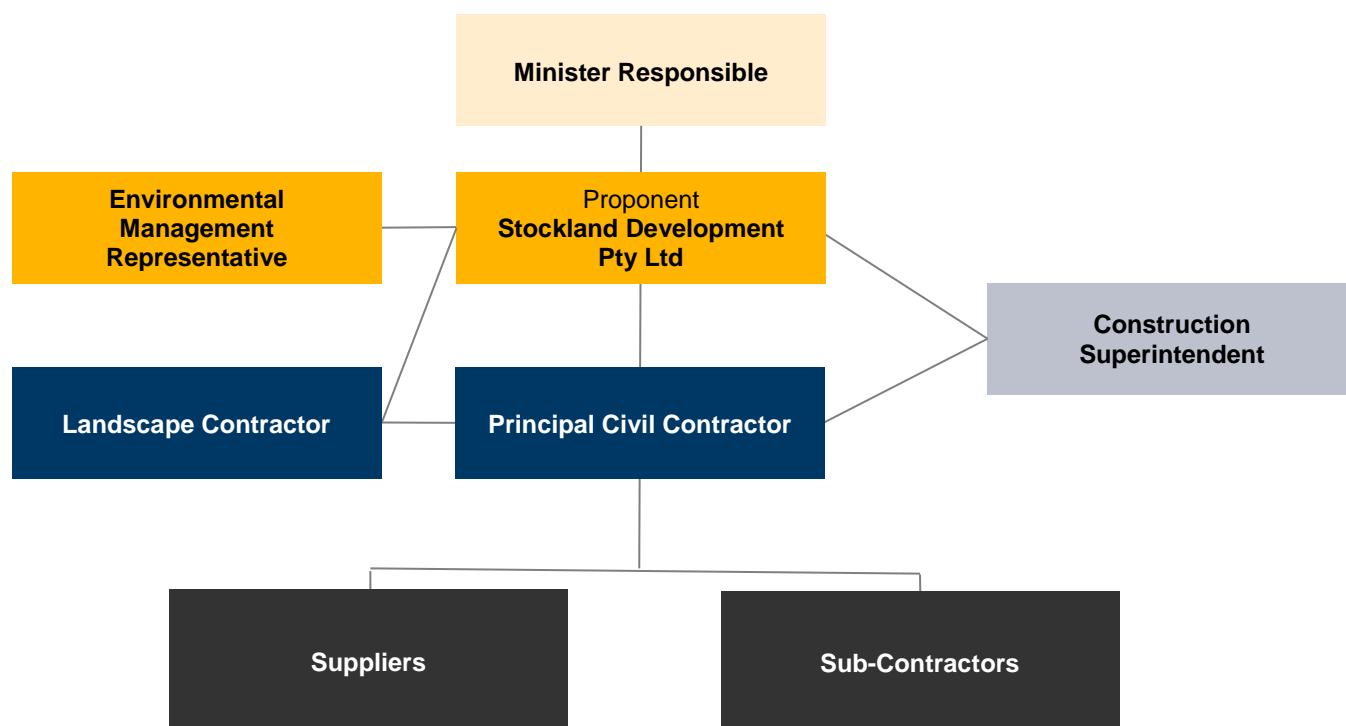 Minister Responsible
Environmental
Management
Representative
Proponent
Stockland Development
Pty Ltd
Construction
Superintendent
Landscape Contractor
Principal Civil Contractor
Suppliers
Sub-Contractors